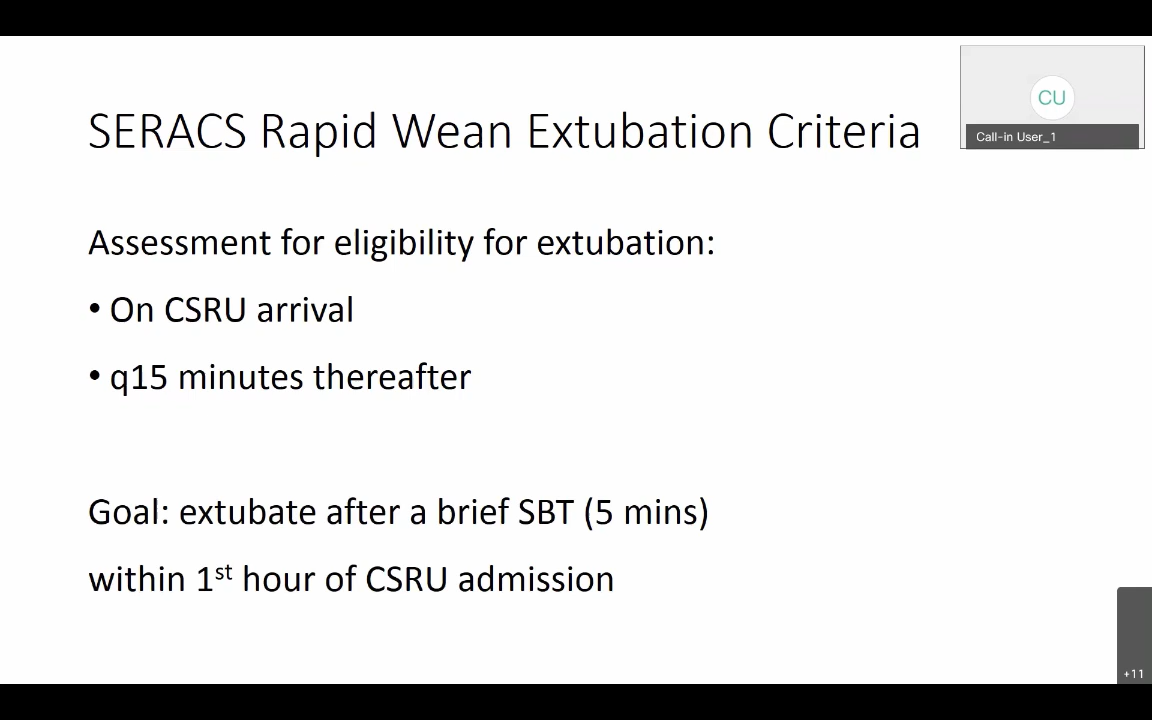 SERACS Rapid Wean Extubation Criteria
CU
Call-in User_1
Assessment for eligibility for extubation:
• On CSRU arrival
• q15 minutes thereafter
Goal: extubate after a brief SBT (5 mins)
within 1st hour of CSRU admission
+11